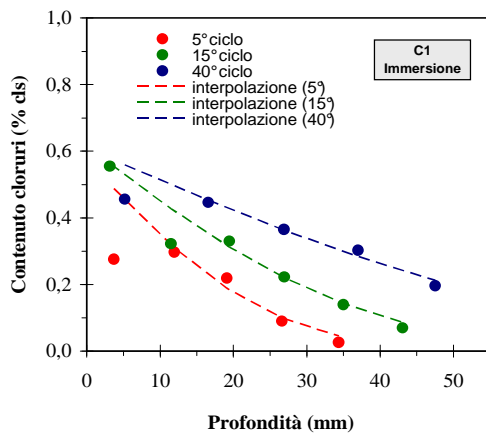 1,0
0,8
0,6
0,4
0,2
0,0
Contenuto cloruri (% cls)
5° ciclo
15° ciclo
40° ciclo
interpolazione (5°)
interpolazione (15°)
interpolazione (40°)
C1
Immersione
0 10 20 30 40 50
Profondità (mm)